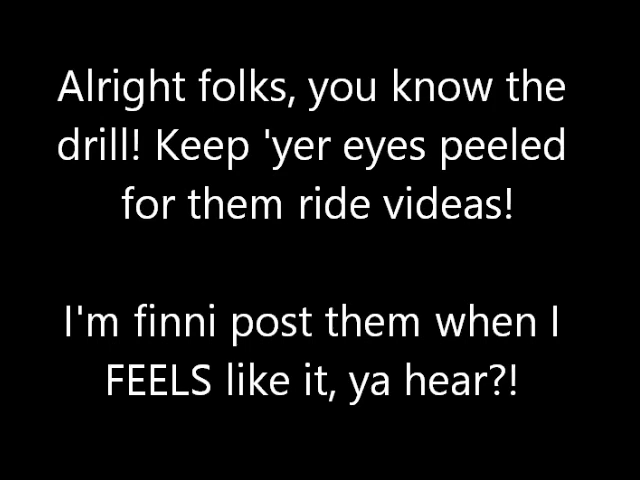 Alright folks, you know the
drill! Keep 'yer eyes peeled
for them ride videas!
I'm finni post them when I
FEELS like it, ya hear?!